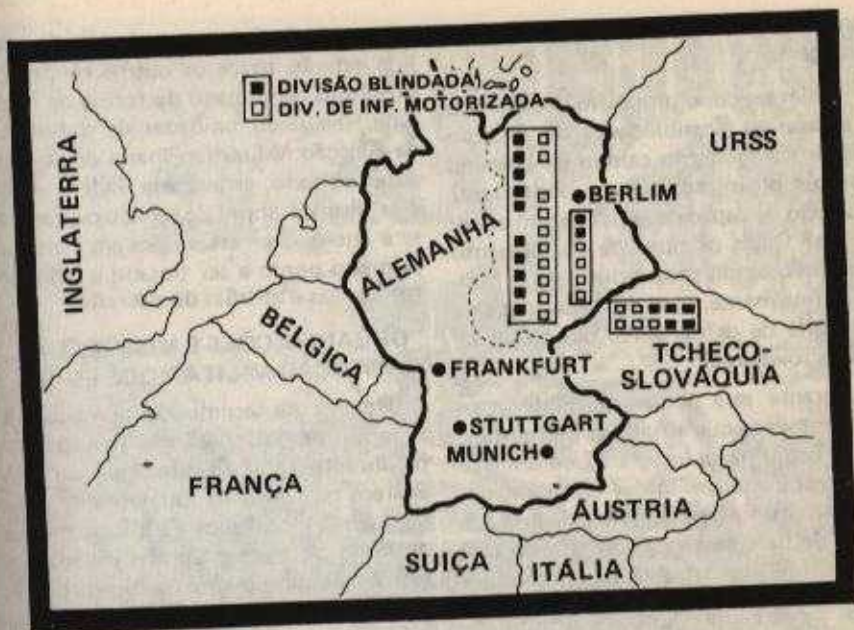 DIVISÃO BLINDADA
DIV. DE INF. MOTORIZADA
URSS
INGLATERRA
BERLIM
ALEMANHA
BÉLGICA
FRANKFURT
TCHECO-
SLOVÁQUIA
STUTTGART
MUNICH
FRANÇA
ÁUSTRIA
SUIÇA
ITÁLIA